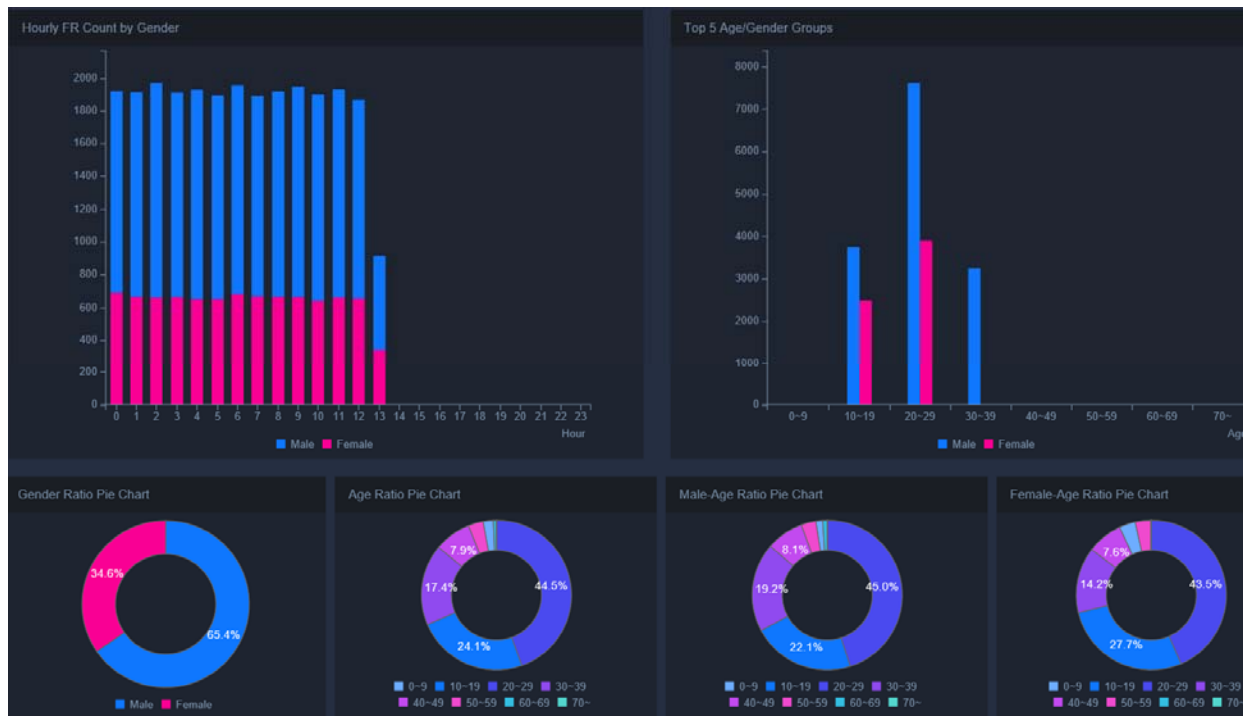 Hourly FR Count by Gender
2000
1800
1600
1400
1200
1000
800
600
400
200
0
0 1 2 3 4 5 6 7 8 9 10 11 12 13 14 15 16 17 18 19 20 21 22 23
Hour
Male Female
Top 5 Age/Gender Groups
8000
7000
6000
5000
4000
3000
2000
1000
0
0~9 10~19 20~29 30~39 40~49 50~59 60~69 70~
Age
Male Female
Gender Ratio Pie Chart
34.6%
65.4%
Male Female
Age Ratio Pie Chart
7.9%
17.4%
44.5%
24.1%
0~9 10~19 20~29 30~39
40~49 50~59 60~69 70~
Male-Age Ratio Pie Chart
8.1%
19.2%
45.0%
22.1%
0~9 10~19 20~29 30~39
40~49 50~59 60~69 70~
Female-Age Ratio Pie Chart
7.6%
14.2%
43.5%
27.7%
0~9 10~19 20~29 30~39
40~49 50~59 60~69 70~